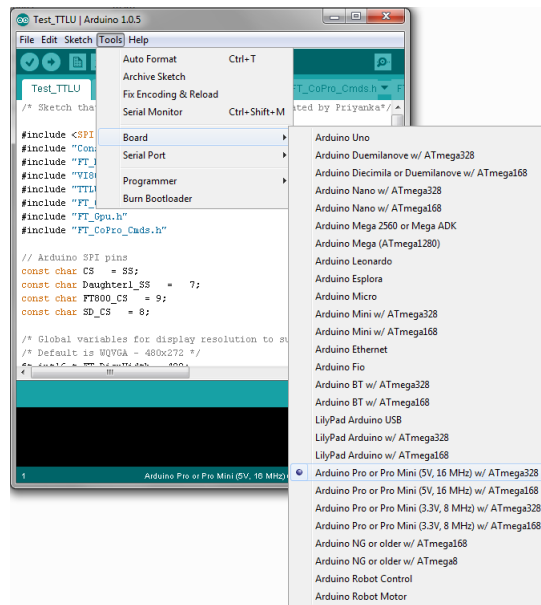 Test_TTLU | Arduino 1.0.5
File Edit Sketch Tools Help
Auto Format Ctrl+T
Archive Sketch
Fix Encoding & Reload
Serial Monitor Ctrl+Shift+M
Board
Serial Port
Programmer
Burn Bootloader
Test_TTLU FT_CoPro_Cmds.h
/* Sketch tha ted by Priyanka*/
#include <SPI
#include "Con
#include "FT_
#include "VI80
#include "TTLU
#include "FT_
#include "FT_Gpu.h"
#include "FT_CoPro_Cmds.h"
// Arduino SPI pins
const char CS = SS;
const char Daughter1_SS = 7;
const char FT800_CS = 9;
const char SD_CS = 8;
/* Global variables for display resolution to su
/* Default is WQVGA - 480x272 */
1
Arduino Pro or Pro Mini (5V, 16 MHz)
Arduino Uno
Arduino Duemilanove w/ ATmega328
Arduino Diecimila or Duemilanove w/ ATmega168
Arduino Nano w/ ATmega328
Arduino Nano w/ ATmega168
Arduino Mega 2560 or Mega ADK
Arduino Mega (ATmega1280)
Arduino Leonardo
Arduino Esplora
Arduino Micro
Arduino Mini w/ ATmega328
Arduino Mini w/ ATmega168
Arduino Ethernet
Arduino Fio
Arduino BT w/ ATmega328
Arduino BT w/ ATmega168
LilyPad Arduino USB
LilyPad Arduino w/ ATmega328
LilyPad Arduino w/ ATmega168
Arduino Pro or Pro Mini (5V, 16 MHz) w/ ATmega328
Arduino Pro or Pro Mini (5V, 16 MHz) w/ ATmega168
Arduino Pro or Pro Mini (3.3V, 8 MHz) w/ ATmega328
Arduino Pro or Pro Mini (3.3V, 8 MHz) w/ ATmega168
Arduino NG or older w/ ATmega168
Arduino NG or older w/ ATmega8
Arduino Robot Control
Arduino Robot Motor